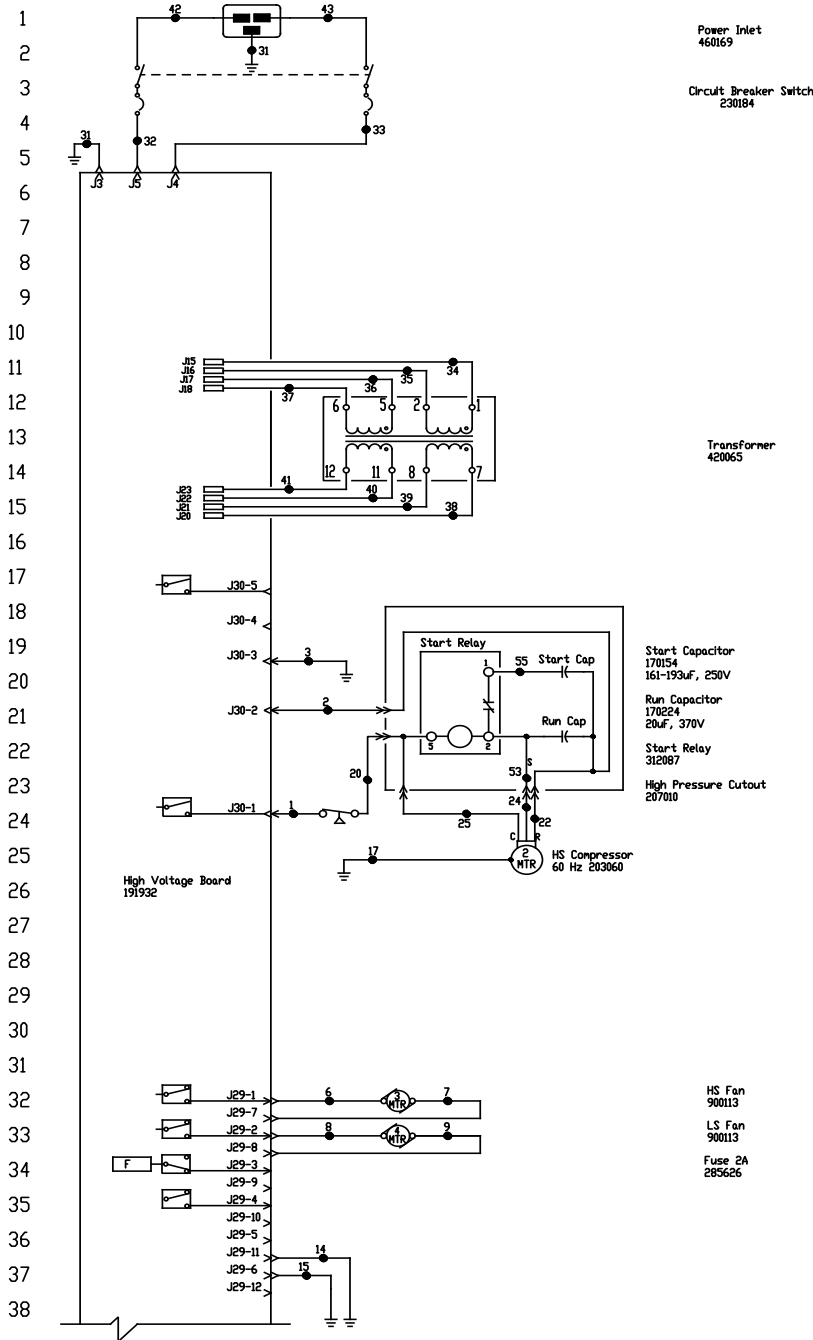 1
42
43
Power Inlet
460169
31
2
3
Circuit Breaker Switch
230184
4
31
32
33
5
J3
J5
J4
6
7
8
9
10
11
J15
J16
J17
J18
34
35
36
37
12
6
5
2
1
13
Transformer
420065
14
12
11
8
7
J23
J22
J21
J20
41
40
39
38
15
16
17
J30-5
18
J30-4
19
J30-3
3
Start Relay
1
55
Start Cap
Start Capacitor
170154
161-193uF, 250V
20
J30-2
2
21
Run Cap
Run Capacitor
170224
20uF, 370V
5
2
22
Start Relay
312087
20
53
S
23
High Pressure Cutout
207010
J30-1
1
24
25
24
22
C
R
25
17
2
MTR
HS Compressor
60 Hz 203060
High Voltage Board
191932
26
27
28
29
30
31
32
J29-1
6
3
MTR
7
HS Fan
900113
J29-7
33
J29-2
8
4
MTR
9
LS Fan
900113
J29-8
34
F
J29-3
Fuse 2A
285626
J29-9
35
J29-4
J29-10
36
J29-5
J29-11
14
37
J29-6
15
J29-12
38